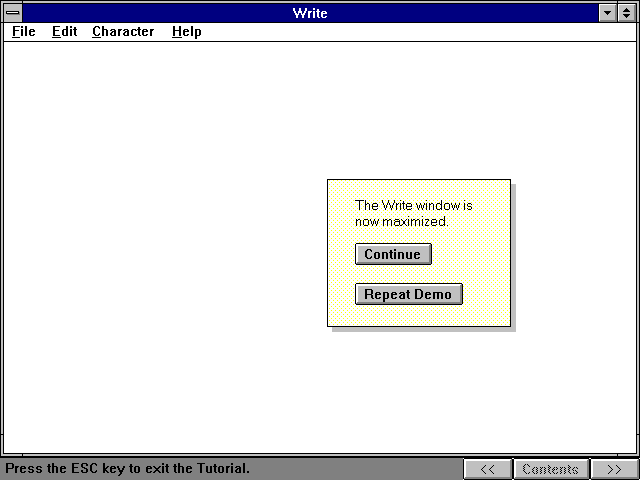 Write
File Edit Character Help
The Write window is
now maximized.
Continue
Repeat Demo
Press the ESC key to exit the Tutorial. << Contents >>